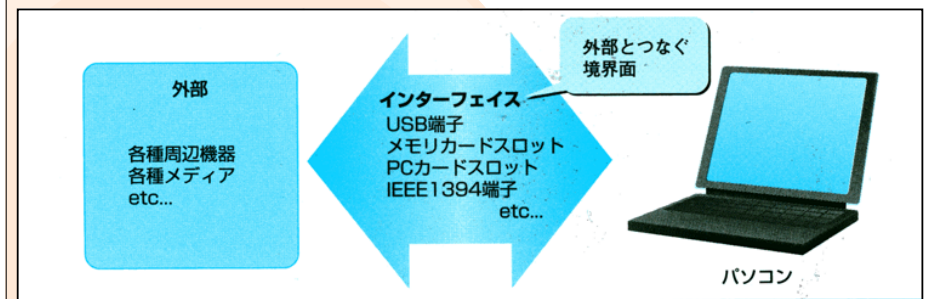 外部
各種周辺機器
各種メディア
etc...
インターフェイス
USB端子
メモリカードスロット
PCカードスロット
IEEE1394端子
etc...
外部とつなぐ
境界面
パソコン